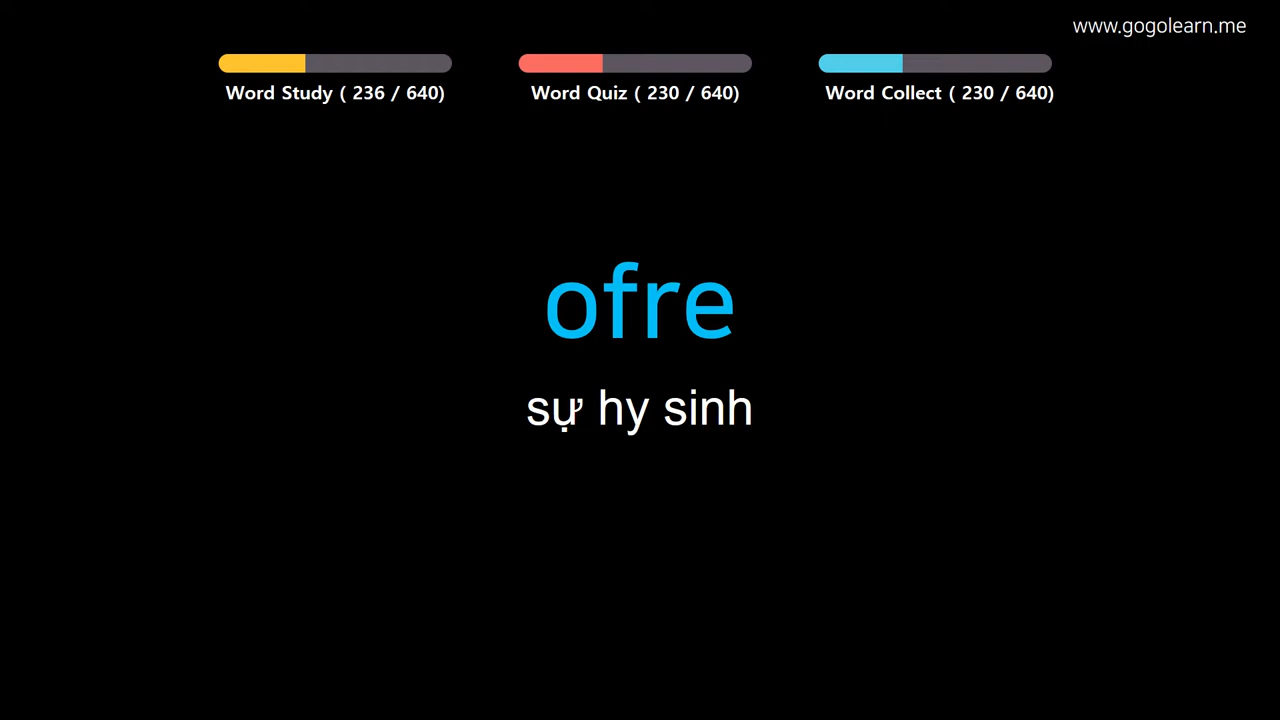 www.gogolearn.me
Word Study ( 236 / 640)
Word Quiz ( 230 / 640)
Word Collect ( 230 / 640)
ofre
sự hy sinh